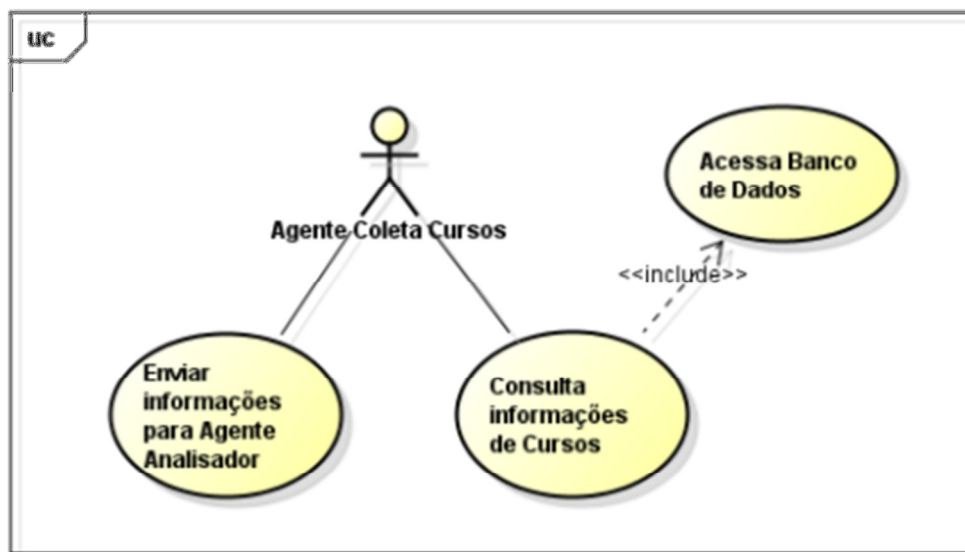 uc
Agente Coleta Cursos
Acessa Banco
de Dados
<<include>>
Enviar
informações
para Agente
Analisador
Consulta
informações
de Cursos